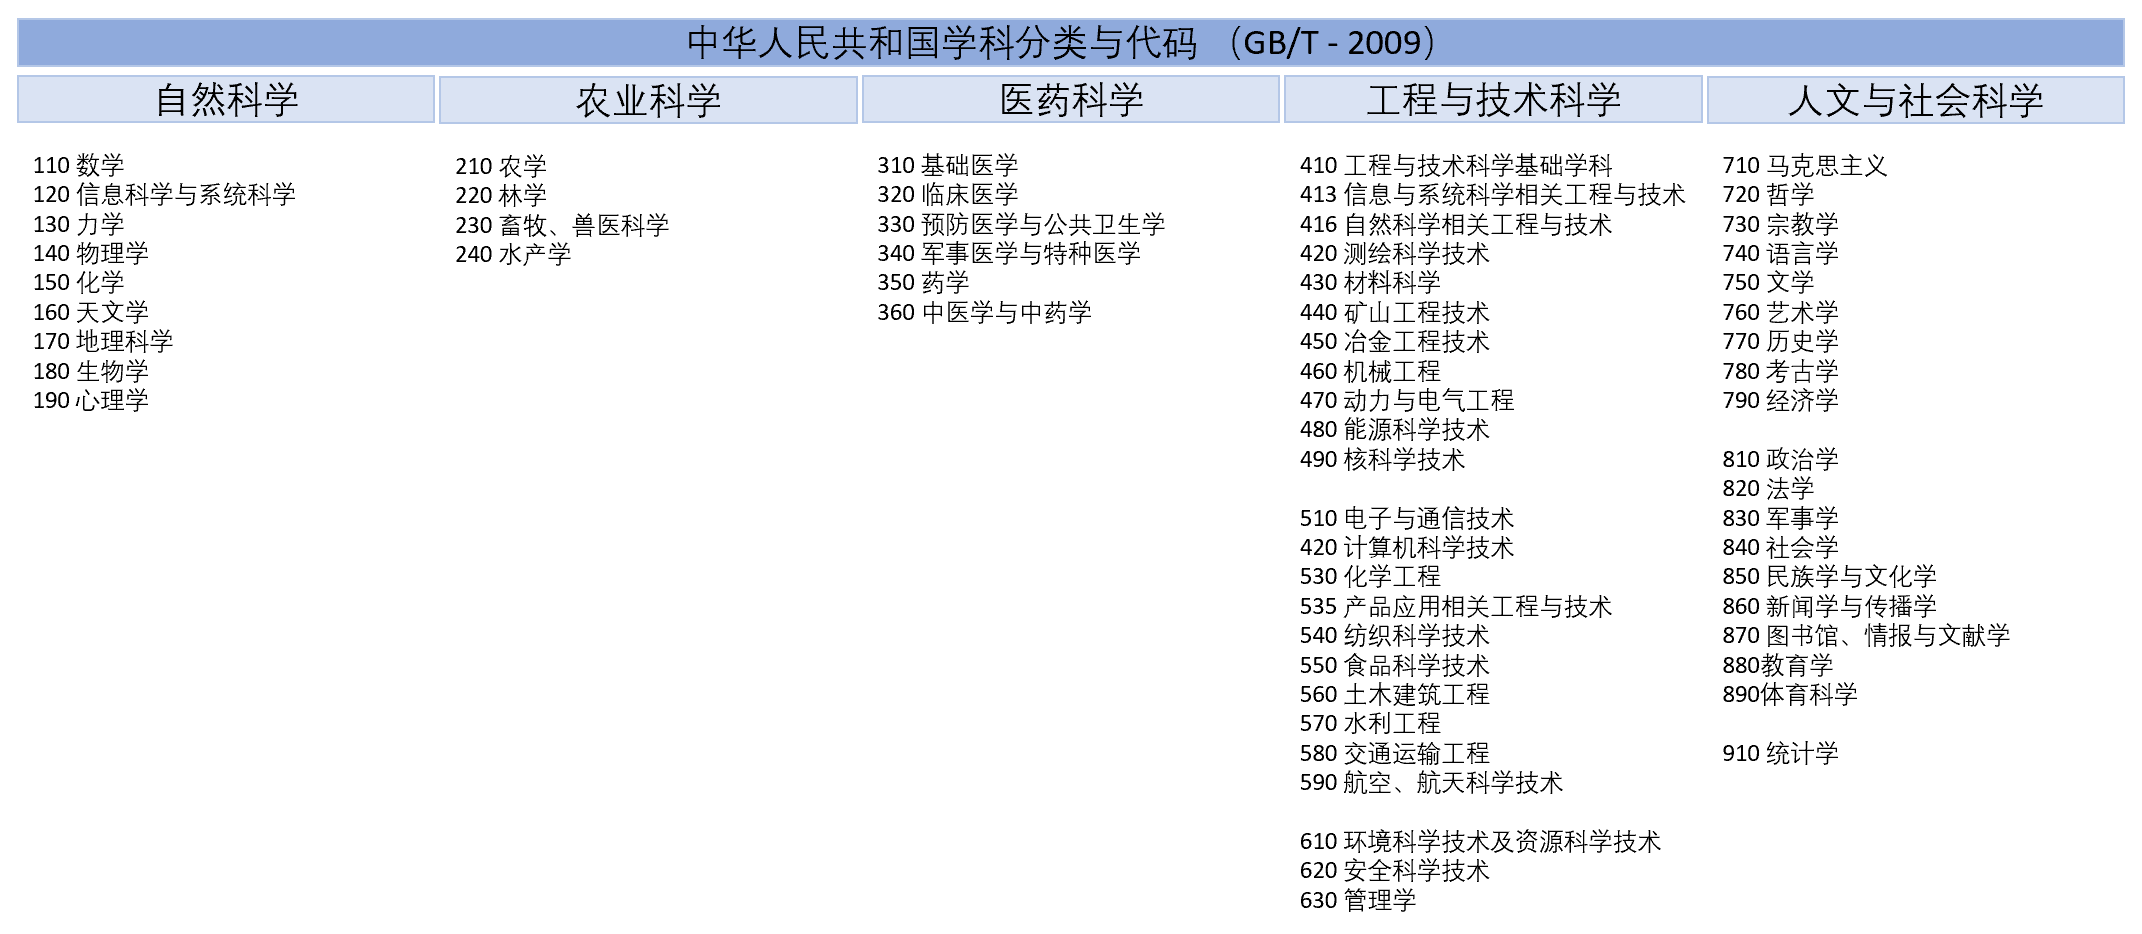 中华人民共和国学科分类与代码 （GB/T - 2009）
自然科学
110 数学
120 信息科学与系统科学
130 力学
140 物理学
150 化学
160 天文学
170 地理科学
180 生物学
190 心理学
农业科学
210 农学
220 林学
230 畜牧、兽医科学
240 水产学
医药科学
310 基础医学
320 临床医学
330 预防医学与公共卫生学
340 军事医学与特种医学
350 药学
360 中医学与中药学
工程与技术科学
410 工程与技术科学基础学科
413 信息与系统科学相关工程与技术
416 自然科学相关工程与技术
420 测绘科学技术
430 材料科学
440 矿山工程技术
450 冶金工程技术
460 机械工程
470 动力与电气工程
480 能源科学技术
490 核科学技术
510 电子与通信技术
420 计算机科学技术
530 化学工程
535 产品应用相关工程与技术
540 纺织科学技术
550 食品科学技术
560 土木建筑工程
570 水利工程
580 交通运输工程
590 航空、航天科学技术
610 环境科学技术及资源科学技术
620 安全科学技术
630 管理学
人文与社会科学
710 马克思主义
720 哲学
730 宗教学
740 语言学
750 文学
760 艺术学
770 历史学
780 考古学
790 经济学
810 政治学
820 法学
830 军事学
840 社会学
850 民族学与文化学
860 新闻学与传播学
870 图书馆、情报与文献学
880教育学
890体育科学
910 统计学